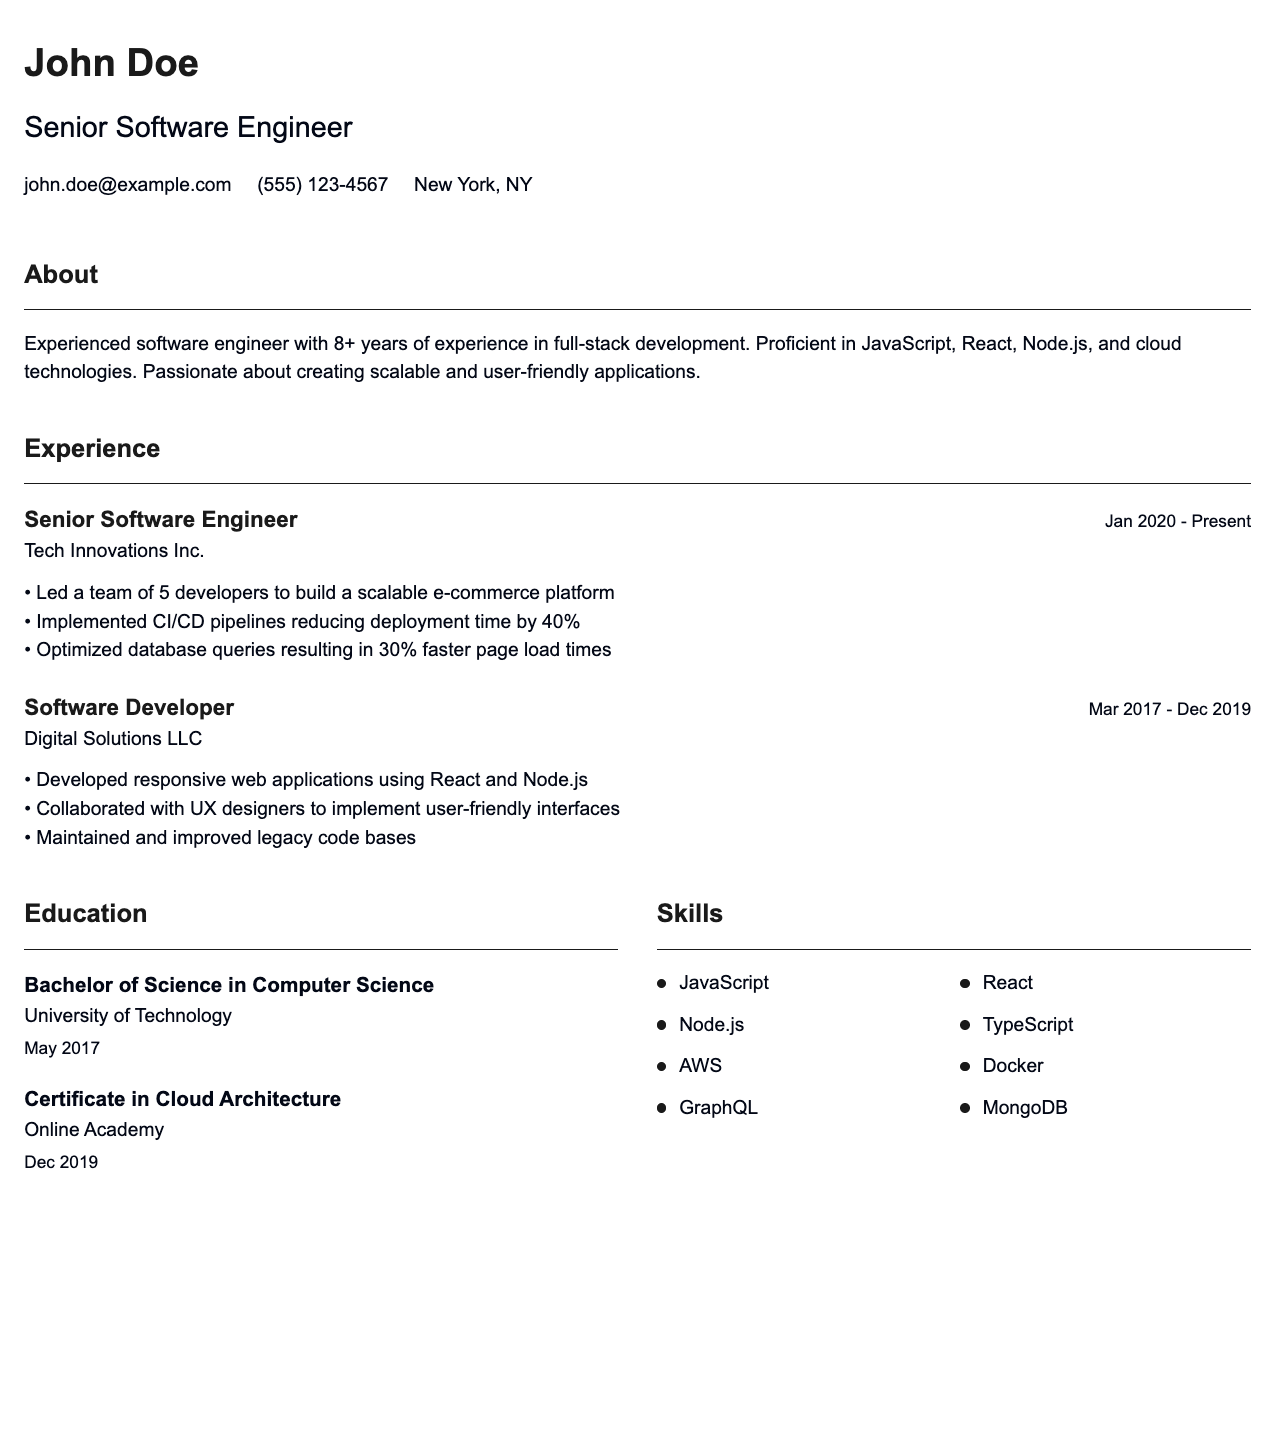 John Doe
Senior Software Engineer
john.doe@example.com (555) 123-4567 New York, NY
About
Experienced software engineer with 8+ years of experience in full-stack development. Proficient in JavaScript, React, Node.js, and cloud
technologies. Passionate about creating scalable and user-friendly applications.
Experience
Senior Software Engineer Jan 2020 - Present
Tech Innovations Inc.
• Led a team of 5 developers to build a scalable e-commerce platform
• Implemented CI/CD pipelines reducing deployment time by 40%
• Optimized database queries resulting in 30% faster page load times
Software Developer Mar 2017 - Dec 2019
Digital Solutions LLC
• Developed responsive web applications using React and Node.js
• Collaborated with UX designers to implement user-friendly interfaces
• Maintained and improved legacy code bases
Education
Bachelor of Science in Computer Science
University of Technology
May 2017
Certificate in Cloud Architecture
Online Academy
Dec 2019
Skills
• JavaScript • React
• Node.js • TypeScript
• AWS • Docker
• GraphQL • MongoDB